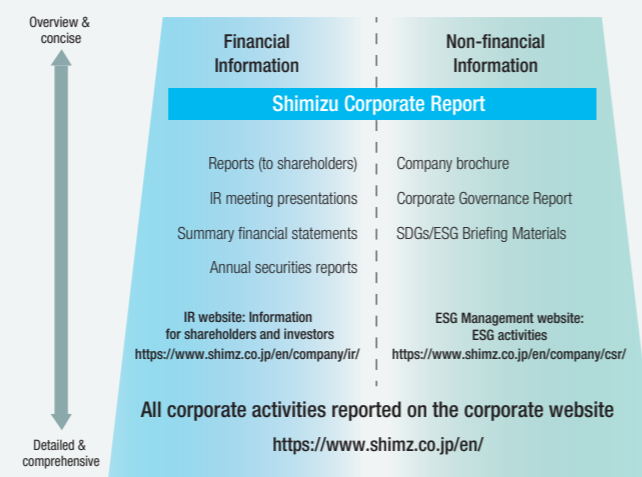 Overview &
concise
Financial
Information
Non-financial
Information
Shimizu Corporate Report
Reports (to shareholders)
Company brochure
IR meeting presentations
Corporate Governance Report
Summary financial statements
SDGs/ESG Briefing Materials
Annual securities reports
IR website: Information
for shareholders and investors
https://www.shimz.co.jp/en/company/ir/
ESG Management website:
ESG activities
https://www.shimz.co.jp/en/company/csr/
All corporate activities reported on the corporate website
https://www.shimz.co.jp/en/
Detailed &
comprehensive